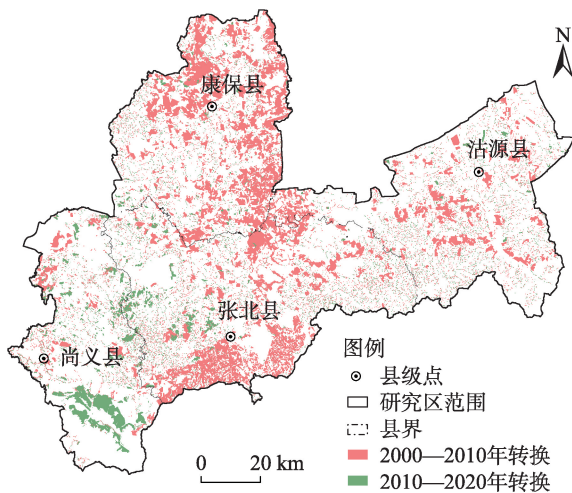 N
康保县
沽源县
张北县
尚义县
图例
县级点
研究区范围
县界
2000—2010年转换
2010—2020年转换
0 20 km